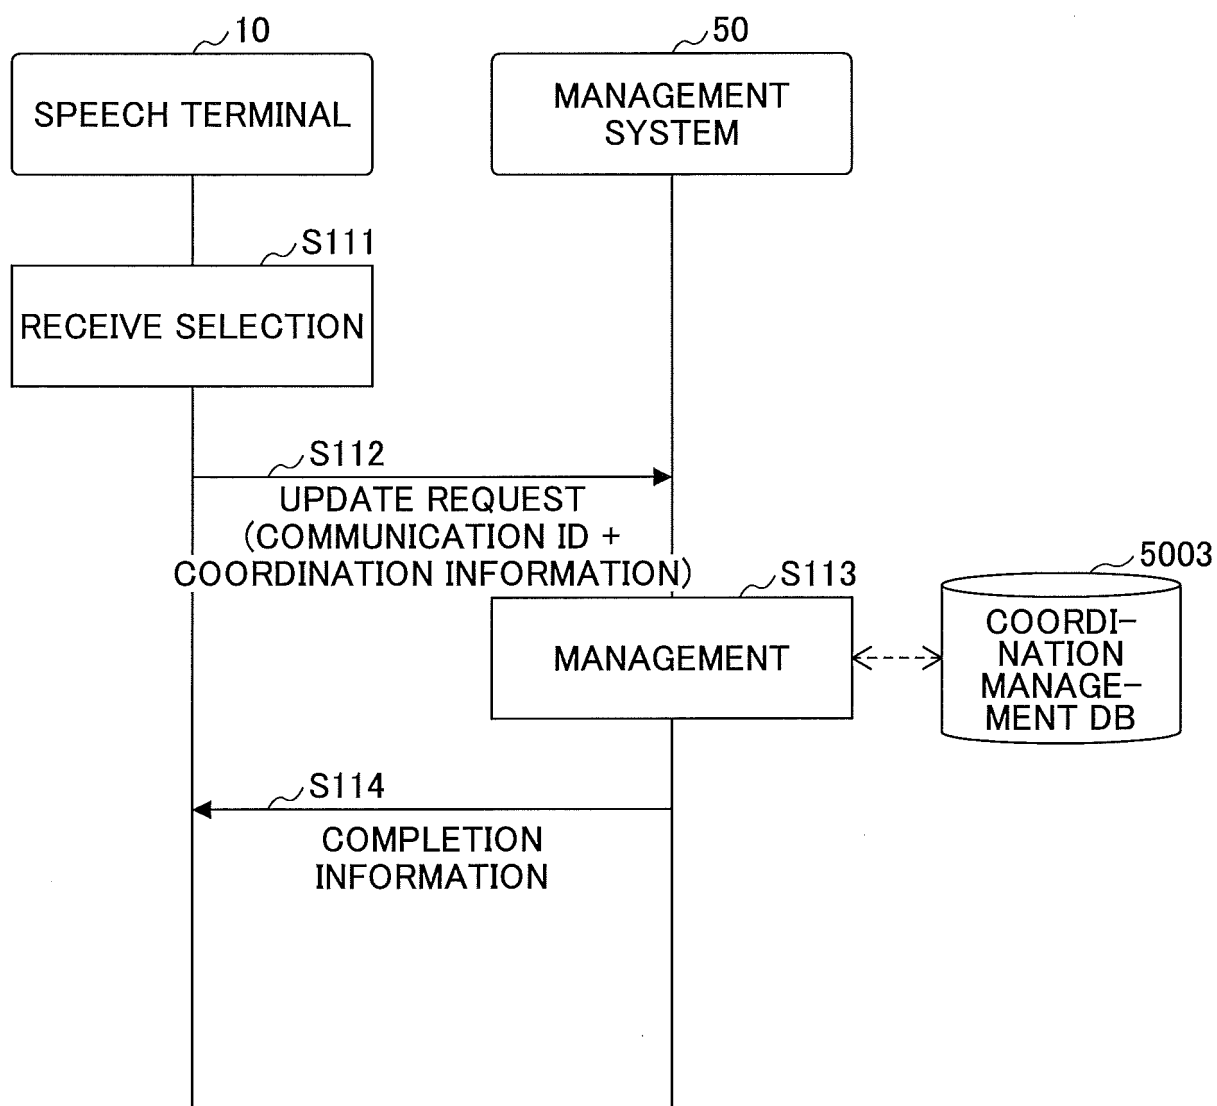 10
50
SPEECH TERMINAL
MANAGEMENT
SYSTEM
S111
RECEIVE SELECTION
S112
UPDATE REQUEST
(COMMUNICATION ID +
COORDINATION INFORMATION)
S113
5003
MANAGEMENT
COORDI-
NATION
MANAGE-
MENT DB
S114
COMPLETION
INFORMATION